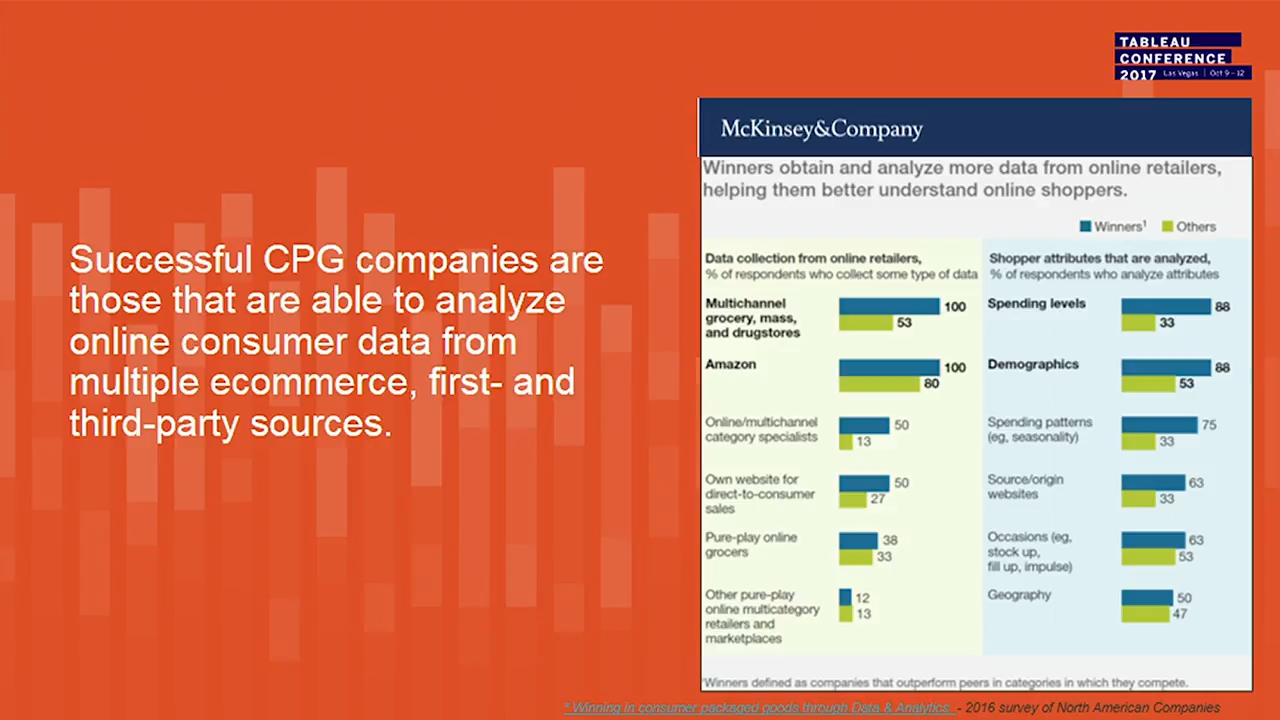 TABLEAU
CONFERENCE
2017 Las Vegas | Oct 9 – 12
Successful CPG companies are
those that are able to analyze
online consumer data from
multiple ecommerce, first- and
third-party sources.
McKinsey&Company
Winners obtain and analyze more data from online retailers,
helping them better understand online shoppers.
Winners¹ Others
Data collection from online retailers,
% of respondents who collect some type of data
Multichannel
grocery, mass,
and drugstores
100
53
Amazon
100
80
Online/multichannel
category specialists
50
13
Own website for
direct-to-consumer
sales
50
27
Pure-play online
grocers
38
33
Other pure-play
online multicategory
retailers and
marketplaces
12
13
Shopper attributes that are analyzed,
% of respondents who analyze attributes
Spending levels
88
33
Demographics
88
53
Spending patterns
(eg, seasonality)
75
33
Source/origin
websites
63
33
Occasions (eg,
stock up,
fill up, impulse)
63
53
Geography
50
47
¹Winners defined as companies that outperform peers in categories in which they compete.
* Winning in consumer packaged goods through Data & Analytics - 2016 survey of North American Companies